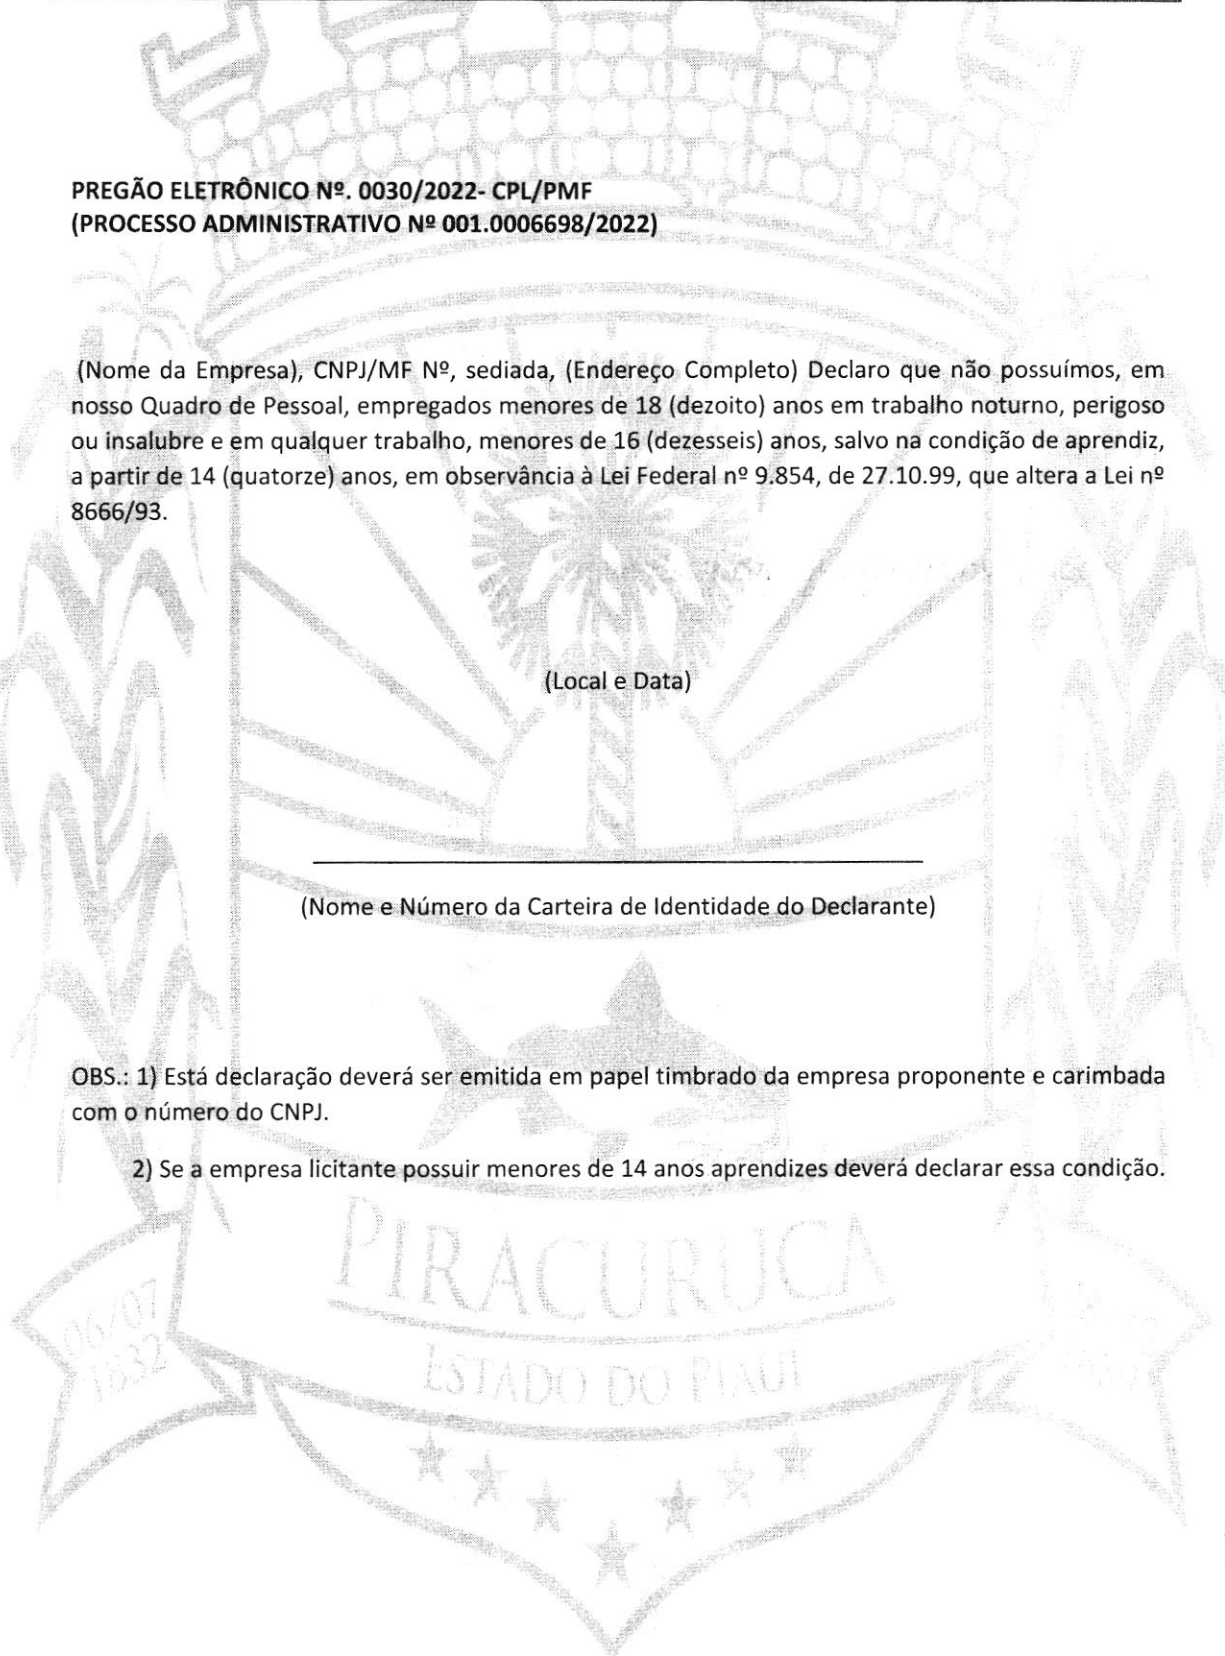 PREGÃO ELETRÔNICO Nº. 0030/2022- CPL/PMF
(PROCESSO ADMINISTRATIVO Nº 001.0006698/2022)
(Nome da Empresa), CNPJ/MF Nº, sediada, (Endereço Completo) Declaro que não possuímos, em
nosso Quadro de Pessoal, empregados menores de 18 (dezoito) anos em trabalho noturno, perigoso
ou insalubre e em qualquer trabalho, menores de 16 (dezesseis) anos, salvo na condição de aprendiz,
a partir de 14 (quatorze) anos, em observância à Lei Federal nº 9.854, de 27.10.99, que altera a Lei nº
8666/93.
(Local e Data)
(Nome e Número da Carteira de Identidade do Declarante)
OBS.: 1) Está declaração deverá ser emitida em papel timbrado da empresa proponente e carimbada
com o número do CNPJ.
2) Se a empresa licitante possuir menores de 14 anos aprendizes deverá declarar essa condição.
PIRACURUCA
06/07
1832
ESTADO DO PIAUI